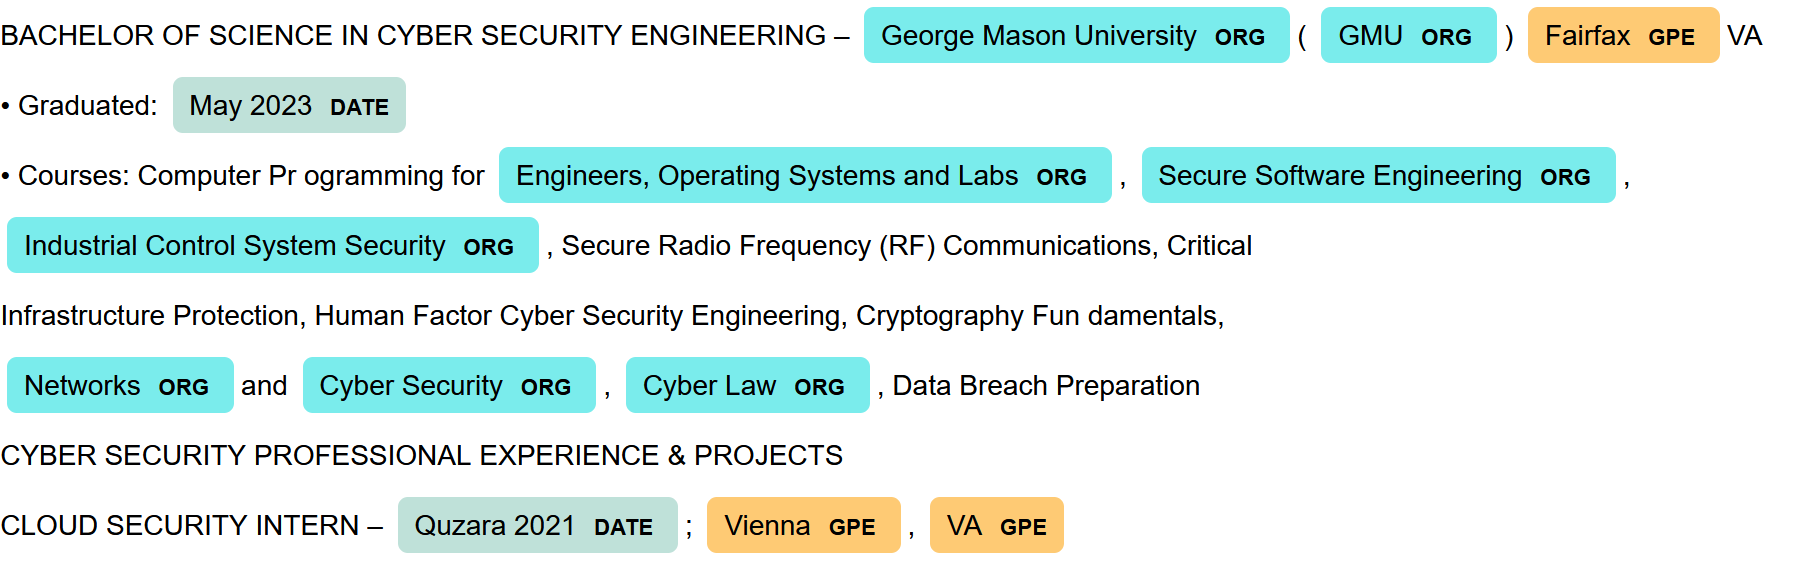 BACHELOR OF SCIENCE IN CYBER SECURITY ENGINEERING – George Mason University ORG ( GMU ORG ) Fairfax GPE VA
• Graduated: May 2023 DATE
• Courses: Computer Pr ogramming for Engineers, Operating Systems and Labs ORG , Secure Software Engineering ORG ,
Industrial Control System Security ORG , Secure Radio Frequency (RF) Communications, Critical
Infrastructure Protection, Human Factor Cyber Security Engineering, Cryptography Fun damentals,
Networks ORG and Cyber Security ORG , Cyber Law ORG , Data Breach Preparation
CYBER SECURITY PROFESSIONAL EXPERIENCE & PROJECTS
CLOUD SECURITY INTERN – Quzara 2021 DATE ; Vienna GPE , VA GPE